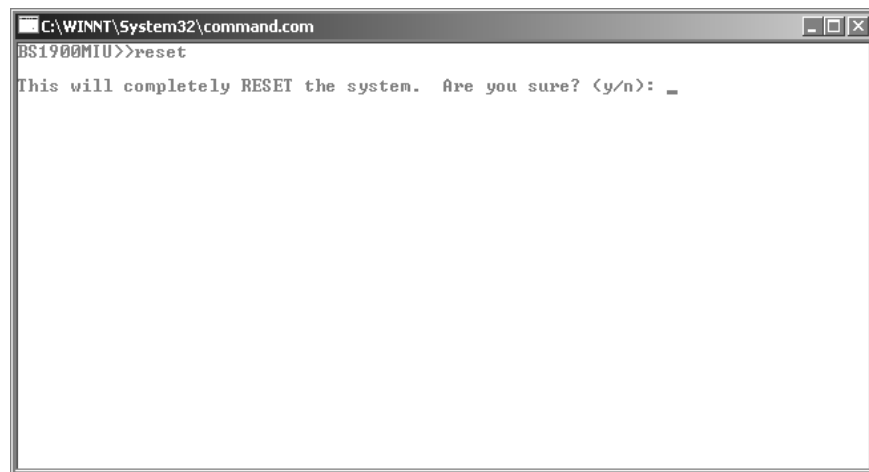 C:\WINNT\System32\command.com
BS1900MIU>>reset
This will completely RESET the system.  Are you sure? (y/n): _